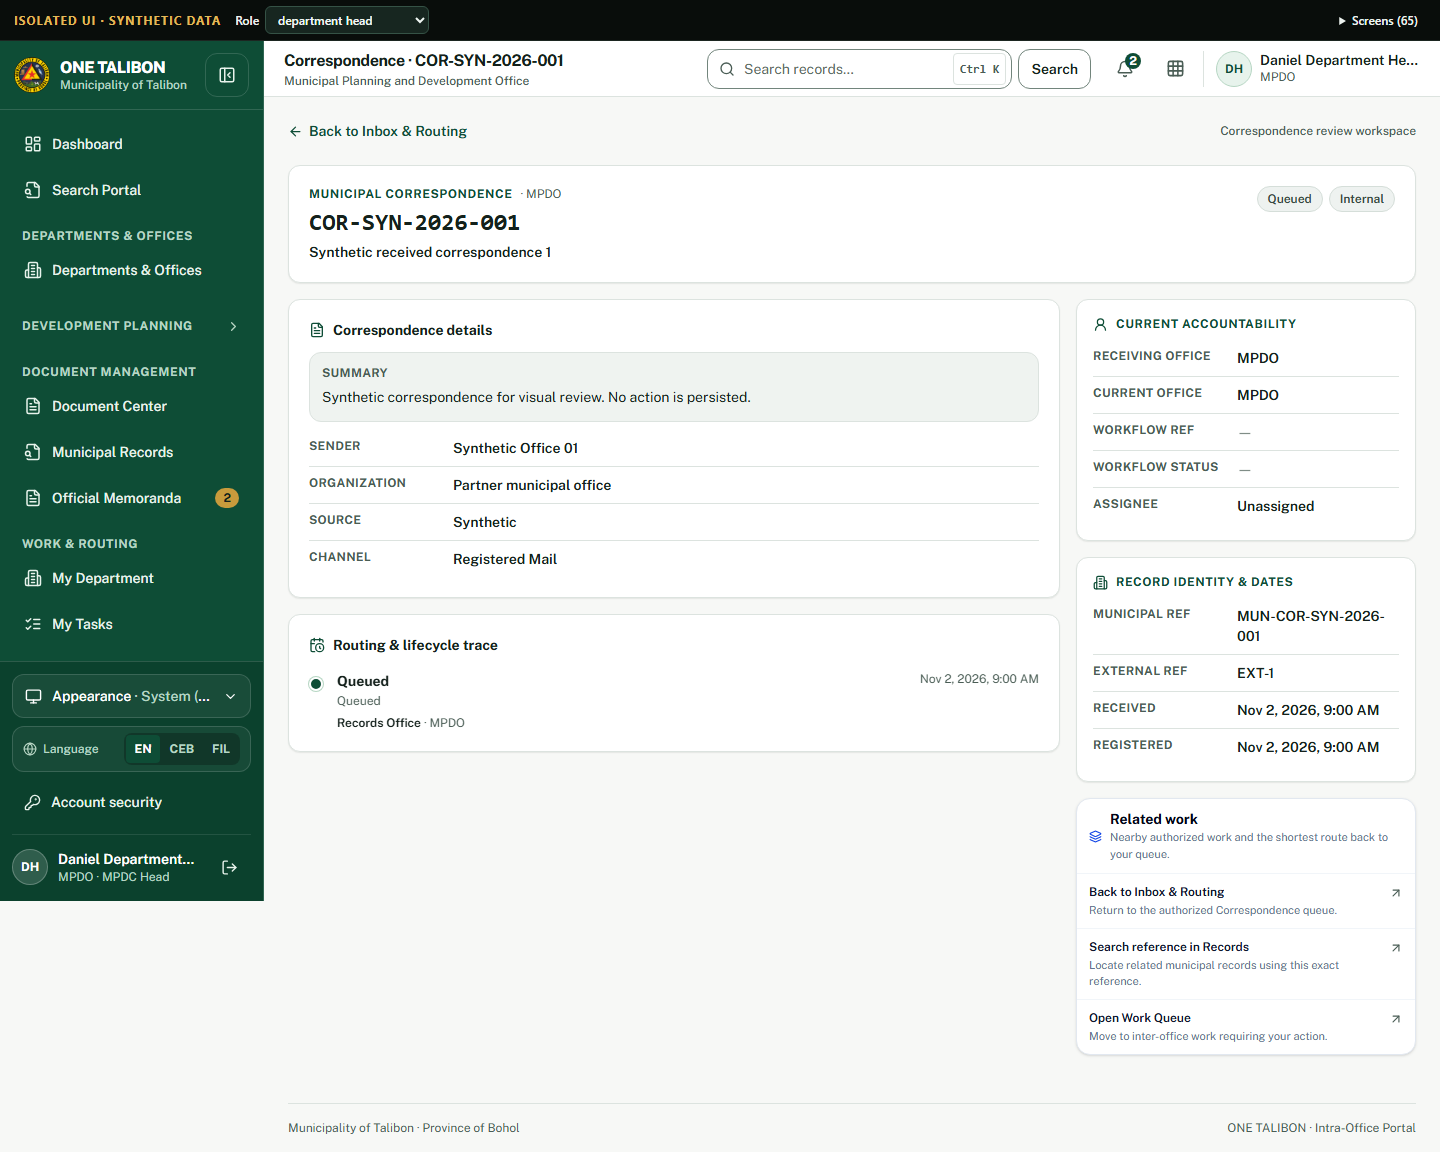 ISOLATED UI · SYNTHETIC DATA Role department head Screens (65)
ONE TALIBON
Municipality of Talibon
Correspondence · COR-SYN-2026-001
Municipal Planning and Development Office
Search records... Ctrl K Search
2
DH
Daniel Department He...
MPDO
Dashboard
Search Portal
DEPARTMENTS & OFFICES
Departments & Offices
DEVELOPMENT PLANNING
DOCUMENT MANAGEMENT
Document Center
Municipal Records
Official Memoranda 2
WORK & ROUTING
My Department
My Tasks
Appearance · System (...
Language EN CEB FIL
Account security
DH
Daniel Department...
MPDO · MPDC Head
Back to Inbox & Routing
Correspondence review workspace
MUNICIPAL CORRESPONDENCE · MPDO
COR-SYN-2026-001
Synthetic received correspondence 1
Queued Internal
Correspondence details
SUMMARY
Synthetic correspondence for visual review. No action is persisted.
SENDER Synthetic Office 01
ORGANIZATION Partner municipal office
SOURCE Synthetic
CHANNEL Registered Mail
Routing & lifecycle trace
Queued Nov 2, 2026, 9:00 AM
Queued
Records Office · MPDO
CURRENT ACCOUNTABILITY
RECEIVING OFFICE MPDO
CURRENT OFFICE MPDO
WORKFLOW REF —
WORKFLOW STATUS —
ASSIGNEE Unassigned
RECORD IDENTITY & DATES
MUNICIPAL REF MUN-COR-SYN-2026-
001
EXTERNAL REF EXT-1
RECEIVED Nov 2, 2026, 9:00 AM
REGISTERED Nov 2, 2026, 9:00 AM
Related work
Nearby authorized work and the shortest route back to
your queue.
Back to Inbox & Routing
Return to the authorized Correspondence queue.
Search reference in Records
Locate related municipal records using this exact
reference.
Open Work Queue
Move to inter-office work requiring your action.
Municipality of Talibon · Province of Bohol
ONE TALIBON · Intra-Office Portal